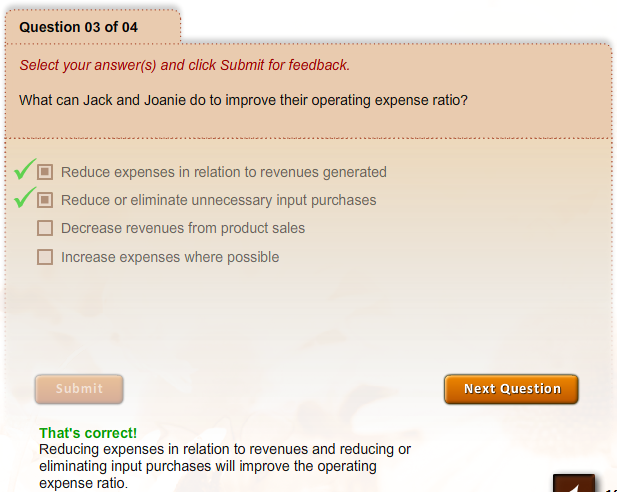 Question 03 of 04
Select your answer(s) and click Submit for feedback.
What can Jack and Joanie do to improve their operating expense ratio?
Reduce expenses in relation to revenues generated
Reduce or eliminate unnecessary input purchases
Decrease revenues from product sales
Increase expenses where possible
Submit
Next Question
That's correct!
Reducing expenses in relation to revenues and reducing or
eliminating input purchases will improve the operating
expense ratio.